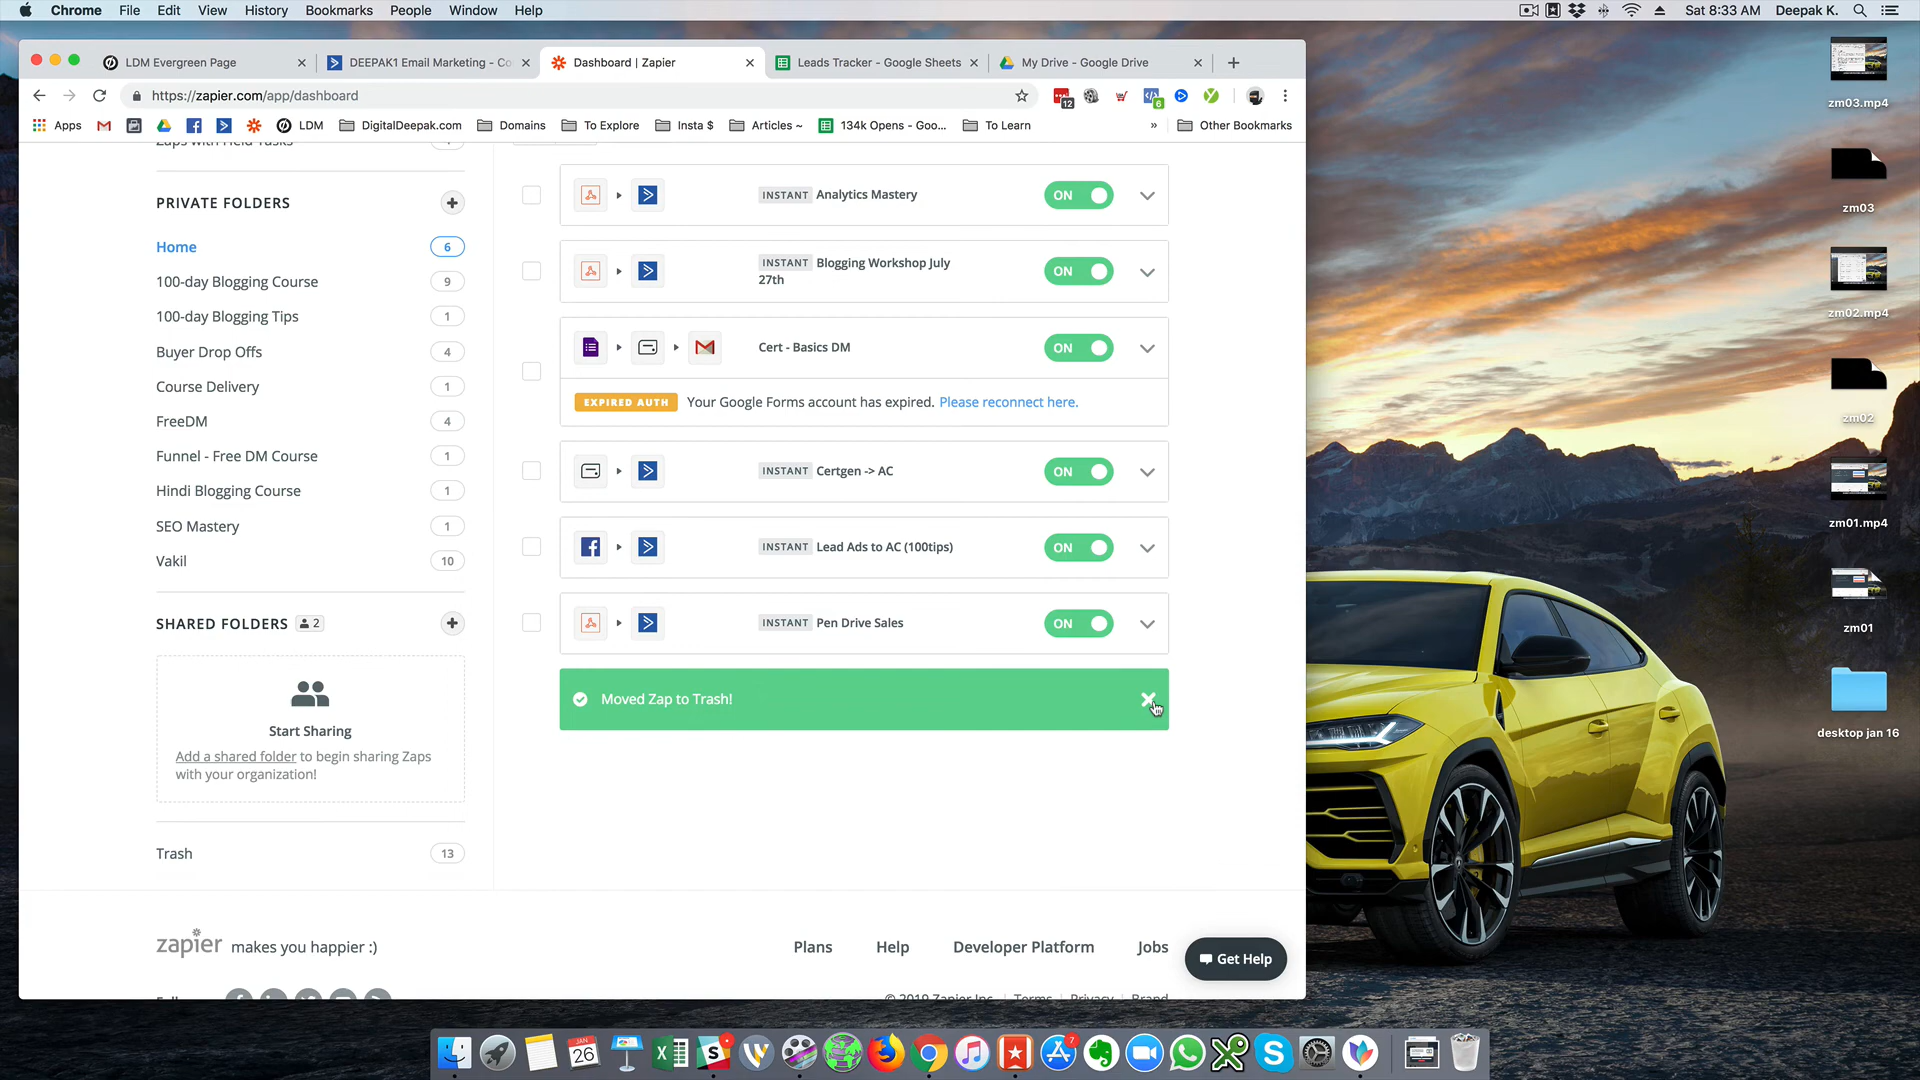 Chrome File Edit View History Bookmarks People Window Help
Sat 8:33 AM Deepak K.
LDM Evergreen Page
DEEPAK1 Email Marketing - Co
Dashboard | Zapier
Leads Tracker - Google Sheets
My Drive - Google Drive
https://zapier.com/app/dashboard
12
6
Apps
LDM
DigitalDeepak.com
Domains
To Explore
Insta $
Articles ~
134k Opens - Goo...
To Learn
»
Other Bookmarks
Zaps with Held Tasks
PRIVATE FOLDERS
Home 6
100-day Blogging Course 9
100-day Blogging Tips 1
Buyer Drop Offs 4
Course Delivery 1
FreeDM 4
Funnel - Free DM Course 1
Hindi Blogging Course 1
SEO Mastery 1
Vakil 10
SHARED FOLDERS 2
Start Sharing
Add a shared folder to begin sharing Zaps
with your organization!
Trash 13
INSTANT Analytics Mastery ON
INSTANT Blogging Workshop July
27th
ON
Cert - Basics DM ON
EXPIRED AUTH Your Google Forms account has expired. Please reconnect here.
INSTANT Certgen -> AC ON
INSTANT Lead Ads to AC (100tips) ON
INSTANT Pen Drive Sales ON
Moved Zap to Trash!
zapier makes you happier :)
Plans Help Developer Platform Jobs
Get Help
© 2019 Zapier Inc. Terms Privacy Brand
zm03.mp4
zm03
zm02.mp4
zm02
zm01.mp4
zm01
desktop jan 16
JAN
26
7